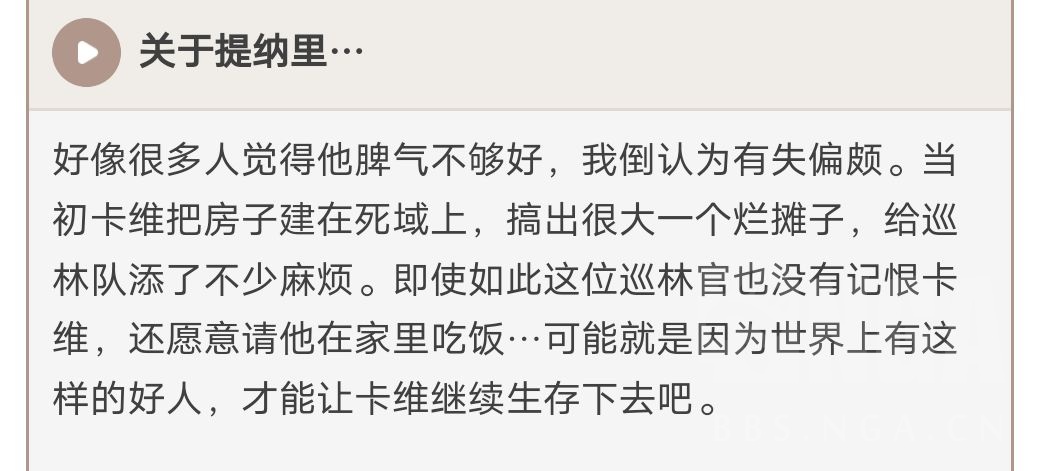 关于提纳里…
好像很多人觉得他脾气不够好，我倒认为有失偏颇。当
初卡维把房子建在死域上，搞出很大一个烂摊子，给巡
林队添了不少麻烦。即使如此这位巡林官也没有记恨卡
维，还愿意请他在家里吃饭…可能就是因为世界上有这
样的好人，才能让卡维继续生存下去吧。
BBS.NGA.CN